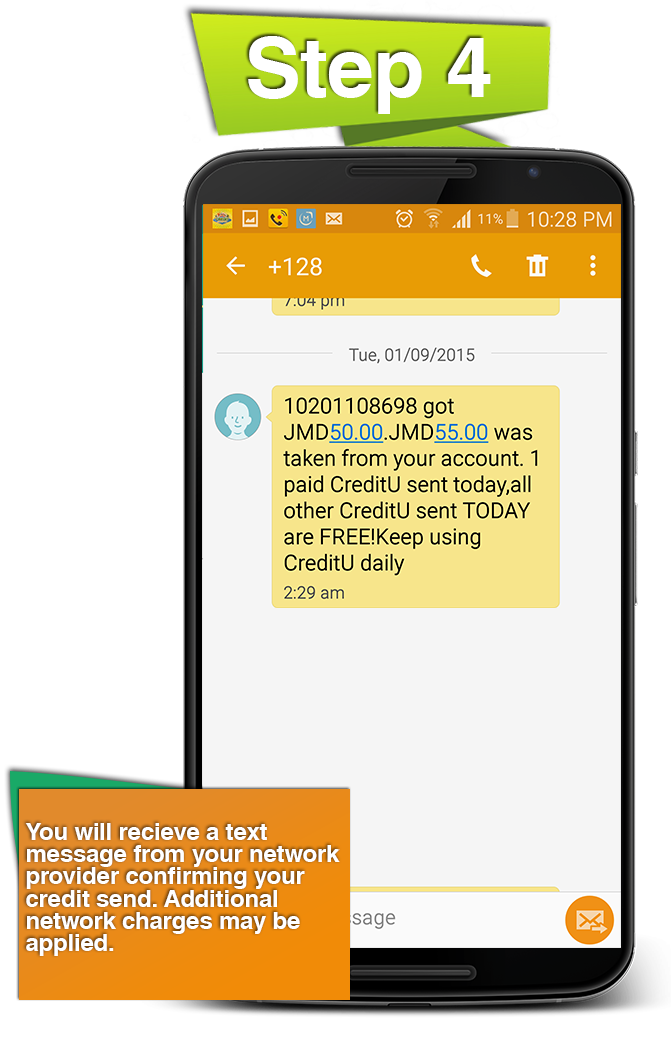 Step 4
11% 10:28 PM
+128
7:04 pm
Tue, 01/09/2015
10201108698 got
JMD50.00.JMD55.00 was
taken from your account. 1
paid CreditU sent today,all
other CreditU sent TODAY
are FREE!Keep using
CreditU daily
2:29 am
You will recieve a text
message from your network
provider confirming your
credit send. Additional
network charges may be
applied.
ssage